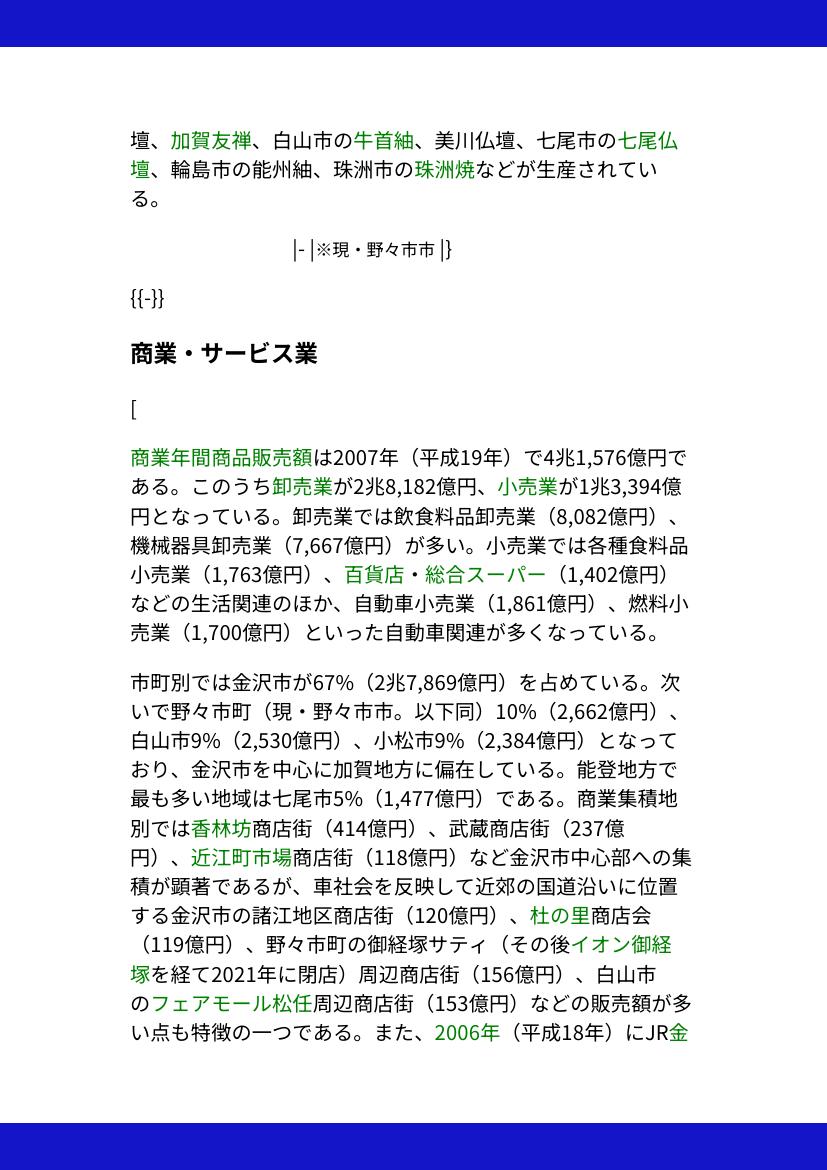 壇、加賀友禅、白山市の牛首紬、美川仏壇、七尾市の七尾仏
壇、輪島市の能州紬、珠洲市の珠洲焼などが生産されてい
る。
|- |※現・野々市市 |}
{{-}}
商業・サービス業
[
商業年間商品販売額は2007年（平成19年）で4兆1,576億円で
ある。このうち卸売業が2兆8,182億円、小売業が1兆3,394億
円となっている。卸売業では飲食料品卸売業（8,082億円）、
機械器具卸売業（7,667億円）が多い。小売業では各種食料品
小売業（1,763億円）、百貨店・総合スーパー（1,402億円）
などの生活関連のほか、自動車小売業（1,861億円）、燃料小
売業（1,700億円）といった自動車関連が多くなっている。
市町別では金沢市が67%（2兆7,869億円）を占めている。次
いで野々市町（現・野々市市。以下同）10%（2,662億円）、
白山市9%（2,530億円）、小松市9%（2,384億円）となって
おり、金沢市を中心に加賀地方に偏在している。能登地方で
最も多い地域は七尾市5%（1,477億円）である。商業集積地
別では香林坊商店街（414億円）、武蔵商店街（237億
円）、近江町市場商店街（118億円）など金沢市中心部への集
積が顕著であるが、車社会を反映して近郊の国道沿いに位置
する金沢市の諸江地区商店街（120億円）、杜の里商店会
（119億円）、野々市町の御経塚サティ（その後イオン御経
塚を経て2021年に閉店）周辺商店街（156億円）、白山市
のフェアモール松任周辺商店街（153億円）などの販売額が多
い点も特徴の一つである。また、2006年（平成18年）にJR金